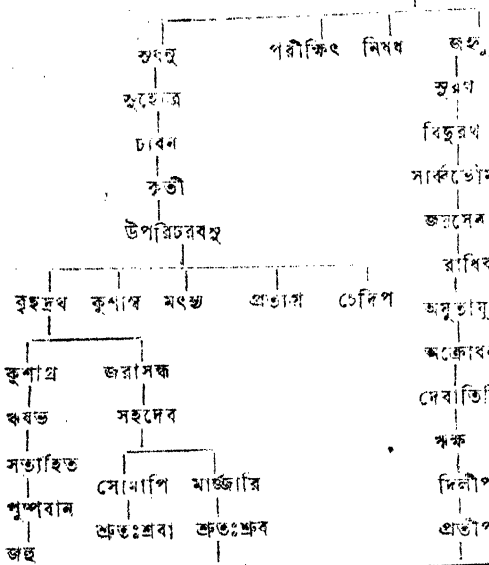 সুধনু পরীক্ষিৎ নিষধ জহ্নু
সুহোত্র সুরথ
চ্যবন বিদূরথ
কৃতী সার্ব্বভৌম
উপরিচরবসু জয়সেন
রাধিক
বৃহদ্রথ কুশাম্ব মৎস্য প্রত্যগ্র চেদিপ অযুতায়ু
কুশাগ্র জরাসন্ধ অক্রোধন
ঋষভ সহদেব দেবাতিথি
সত্যহিত ঋক্ষ
সোমাপি মার্জ্জারি দিলীপ
পুষ্পবান শ্রুতঃশ্রবা শ্রুতঃশ্রব প্রতীপ
জহু